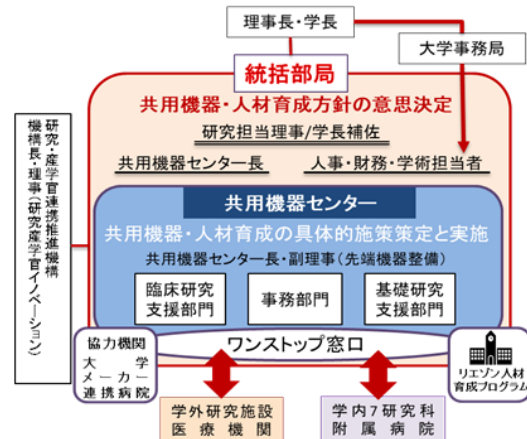 理事長・学長
大学事務局
統括部局
共用機器・人材育成方針の意思決定
研究担当理事/学長補佐
共用機器センター長
人事・財務・学術担当者
研究・産学官連携推進機構
機構長・理事(研究産学官イノベーション)
共用機器センター
共用機器・人材育成の具体的施策策定と実施
共用機器センター長・副理事(先端機器整備)
臨床研究
支援部門
事務部門
基礎研究
支援部門
ワンストップ窓口
協力機関
大学
メーカー
連携病院
リエゾン人材
育成プログラム
学外研究施設
医療機関
学内7研究科
附属病院